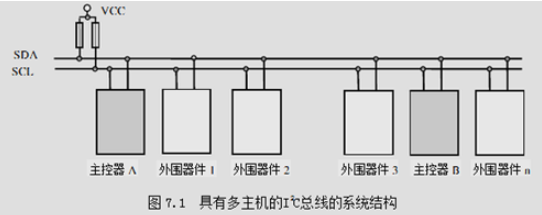 VCC
SDA
SCL
主控器 A 外围器件 1 外围器件 2 外围器件 3 主控器 B 外围器件 n
图 7.1 具有多主机的I²C总线的系统结构